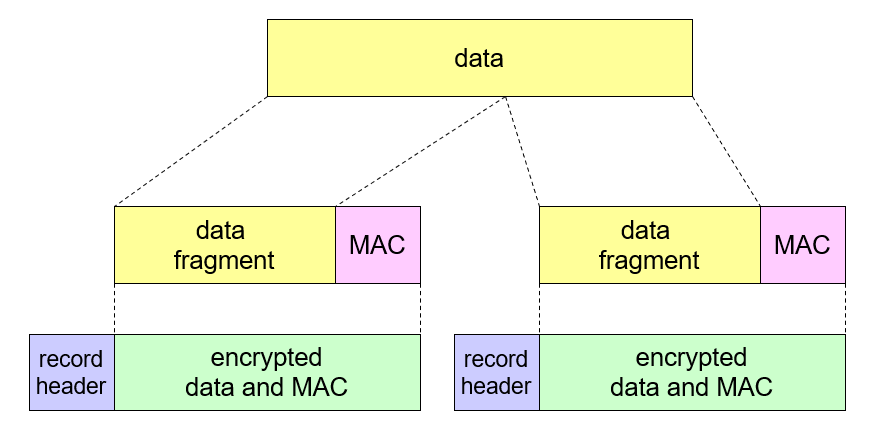 data
data
fragment
MAC
data
fragment
MAC
record
header
encrypted
data and MAC
record
header
encrypted
data and MAC